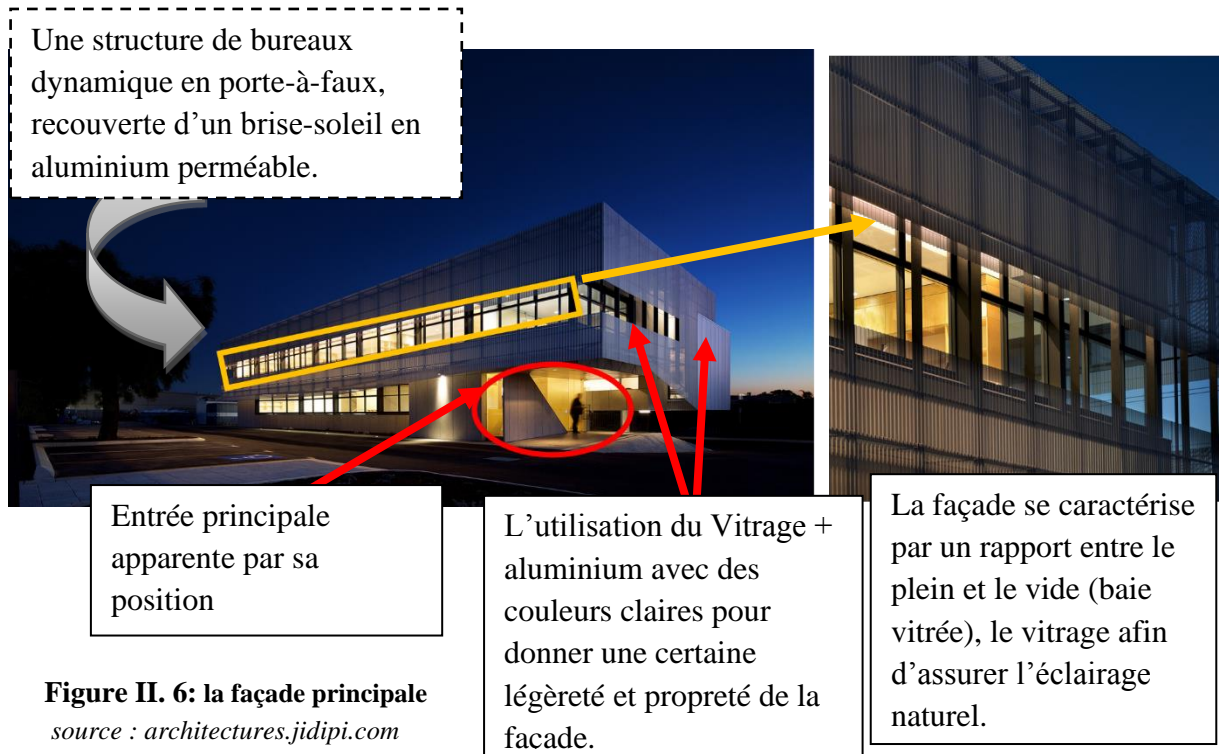 Une structure de bureaux
dynamique en porte-à-faux,
recouverte d’un brise-soleil en
aluminium perméable.
Entrée principale
apparente par sa
position
L’utilisation du Vitrage +
aluminium avec des
couleurs claires pour
donner une certaine
légèreté et propreté de la
facade.
La façade se caractérise
par un rapport entre le
plein et le vide (baie
vitrée), le vitrage afin
d’assurer l’éclairage
naturel.
Figure II. 6: la façade principale
source : architectures.jidipi.com